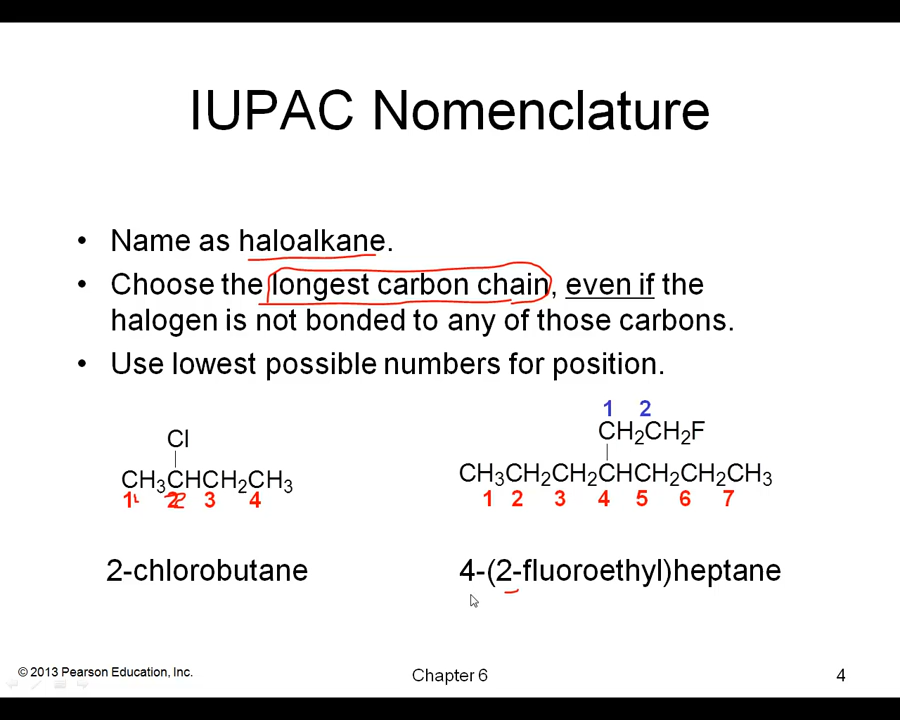 IUPAC Nomenclature
• Name as haloalkane.
• Choose the longest carbon chain, even if the
halogen is not bonded to any of those carbons.
• Use lowest possible numbers for position.
Cl
CH₃CHCH₂CH₃
1 2 3 4
2-chlorobutane
1 2
CH₂CH₂F
CH₃CH₂CH₂CHCH₂CH₂CH₃
1 2 3 4 5 6 7
4-(2-fluoroethyl)heptane
© 2013 Pearson Education, Inc.
Chapter 6
4